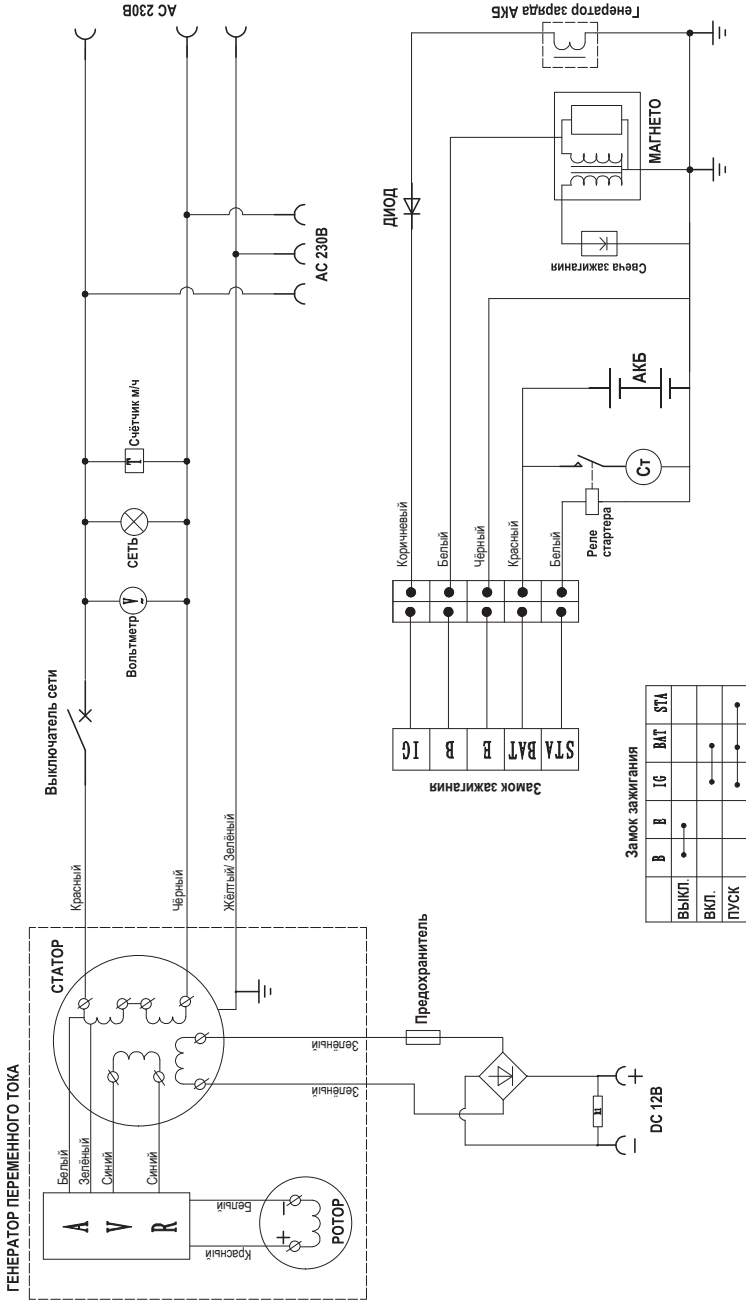 ГЕНЕРАТОР ПЕРЕМЕННОГО ТОКА
A V R
Белый
Зелёный
Синий
Синий
Белый
Красный
РОТОР
+
–
СТАТОР
Красный
Чёрный
Жёлтый/ Зелёный
Зелёный
Зелёный
Предохранитель
DC 12В
+
–
Выключатель сети
Вольтметр
V
~
СЕТЬ
Счётчик м/ч
T
АС 230В
АС 230В
Замок зажигания
IG
B
E
BAT
STA
Коричневый
Белый
Чёрный
Красный
Белый
Реле
стартера
Ст
АКБ
Свеча зажигания
МАГНЕТО
ДИОД
Генератор заряда АКБ
Замок зажигания
B E IG BAT STA
ВЫКЛ.
ВКЛ.
ПУСК